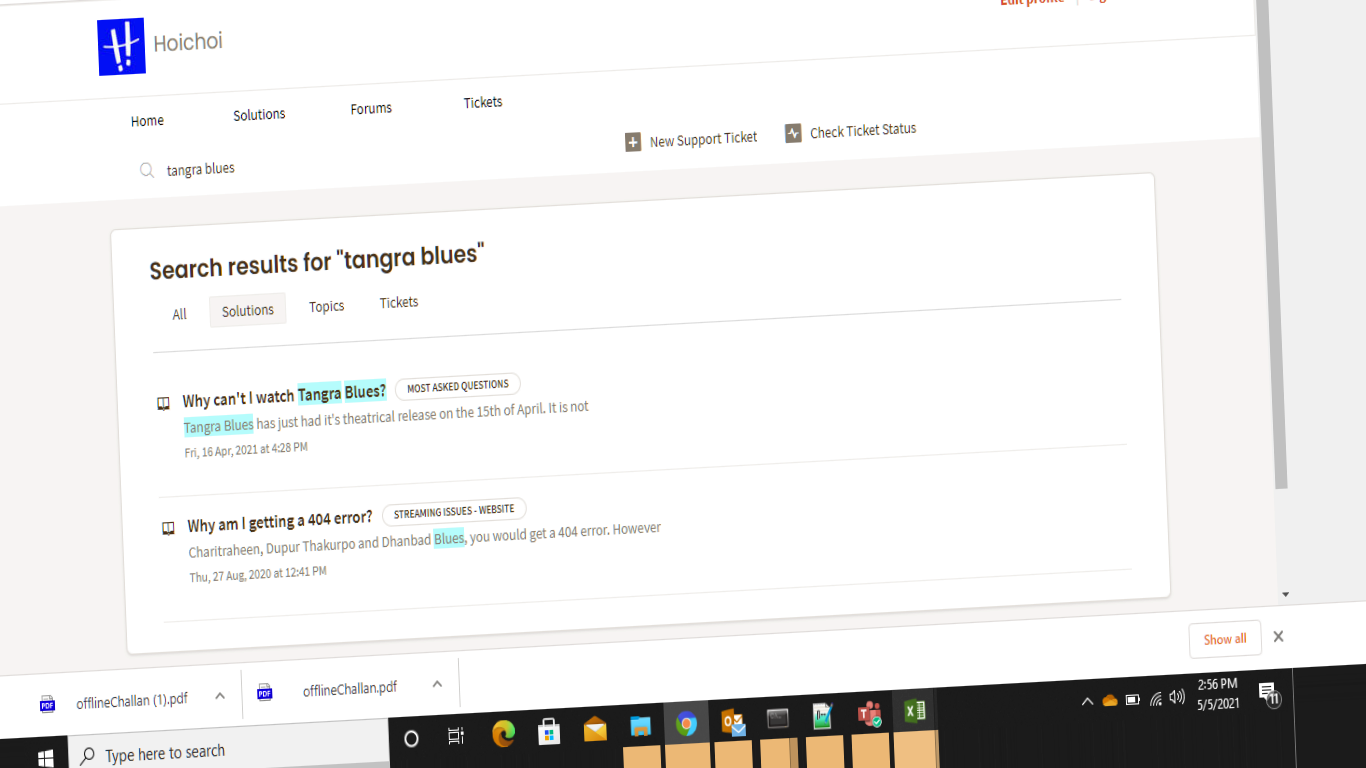 Edit profile
Hoichoi
Home Solutions Forums Tickets
tangra blues
New Support Ticket Check Ticket Status
Search results for "tangra blues"
All Solutions Topics Tickets
Why can't I watch Tangra Blues? MOST ASKED QUESTIONS
Tangra Blues has just had it's theatrical release on the 15th of April. It is not
Fri, 16 Apr, 2021 at 4:28 PM
Why am I getting a 404 error? STREAMING ISSUES - WEBSITE
Charitraheen, Dupur Thakurpo and Dhanbad Blues, you would get a 404 error. However
Thu, 27 Aug, 2020 at 12:41 PM
Show all
PDF offlineChallan (1).pdf PDF offlineChallan.pdf
Type here to search
2:56 PM
5/5/2021
11